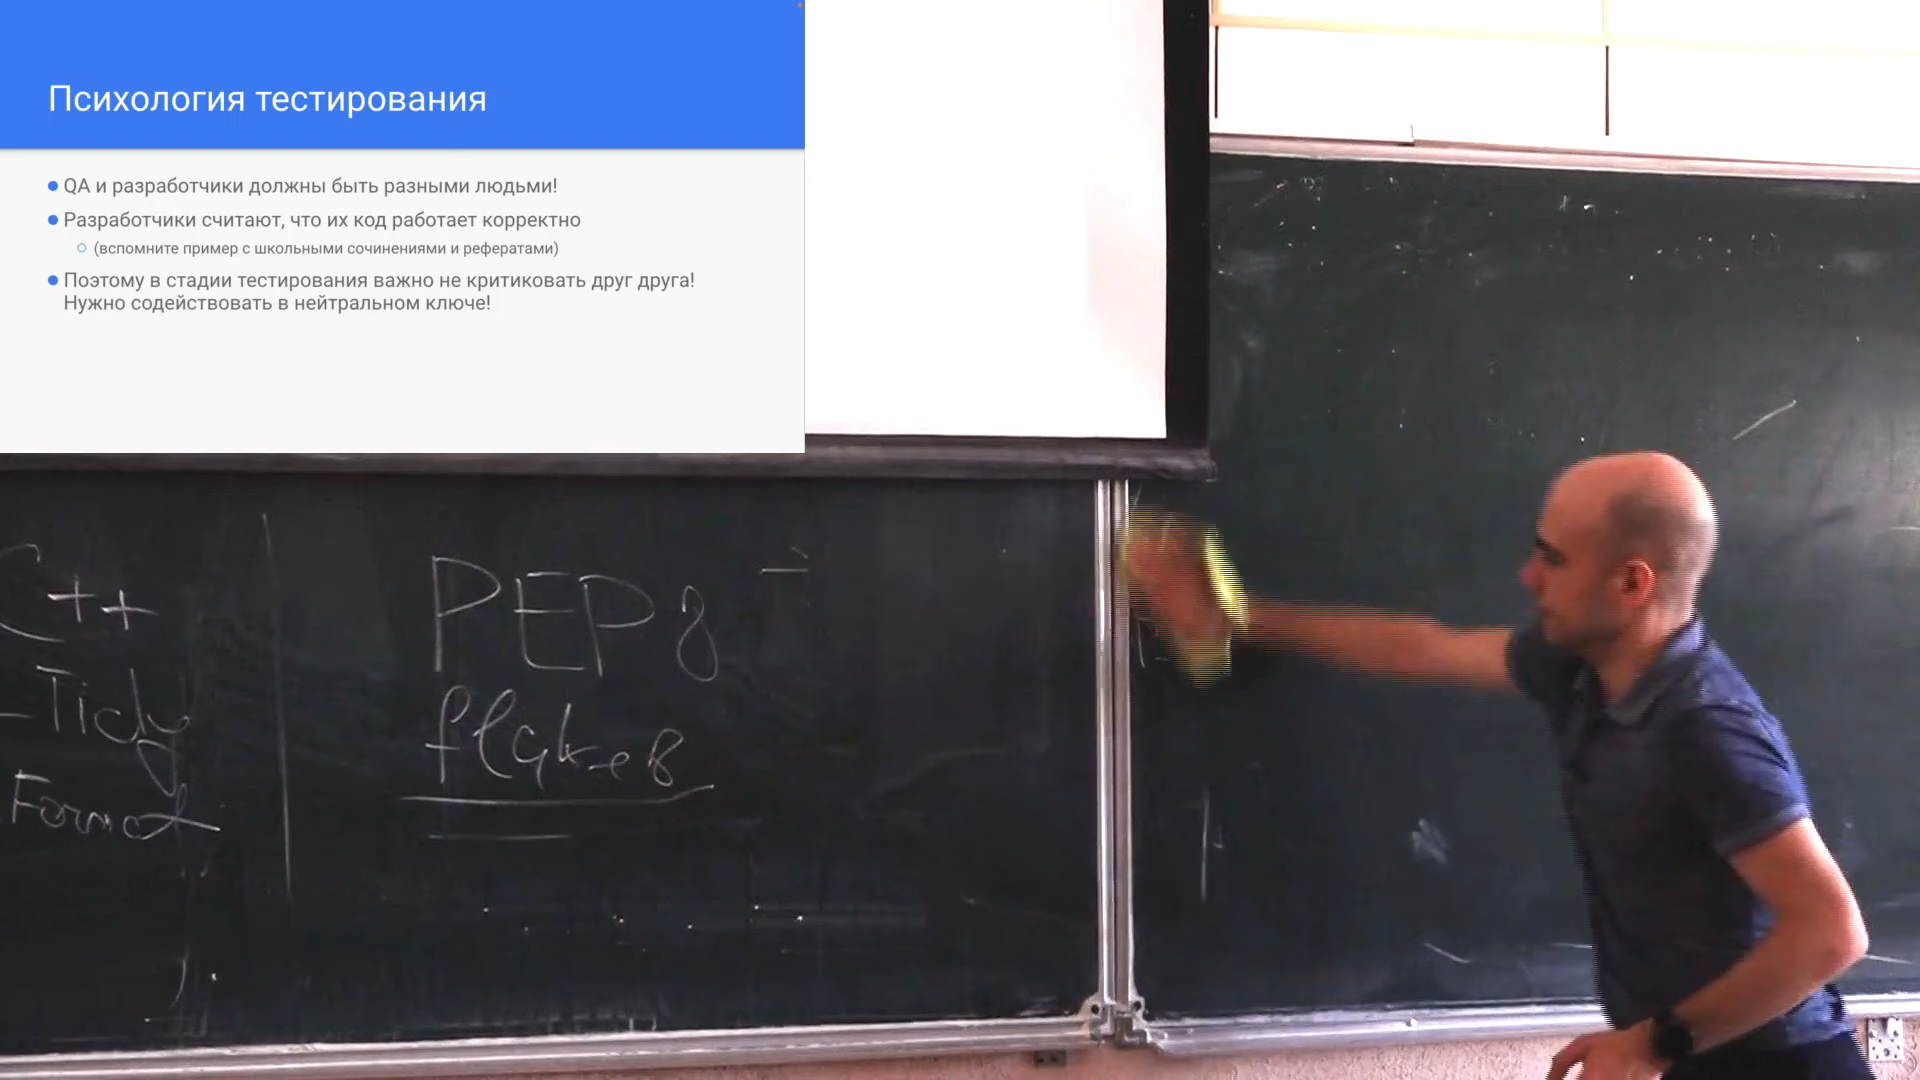 Психология тестирования
QA и разработчики должны быть разными людьми!
Разработчики считают, что их код работает корректно
(вспомните пример с школьными сочинениями и рефератами)
Поэтому в стадии тестирования важно не критиковать друг друга!
Нужно содействовать в нейтральном ключе!
C++
-Tidy
Format
PEP8
flake8